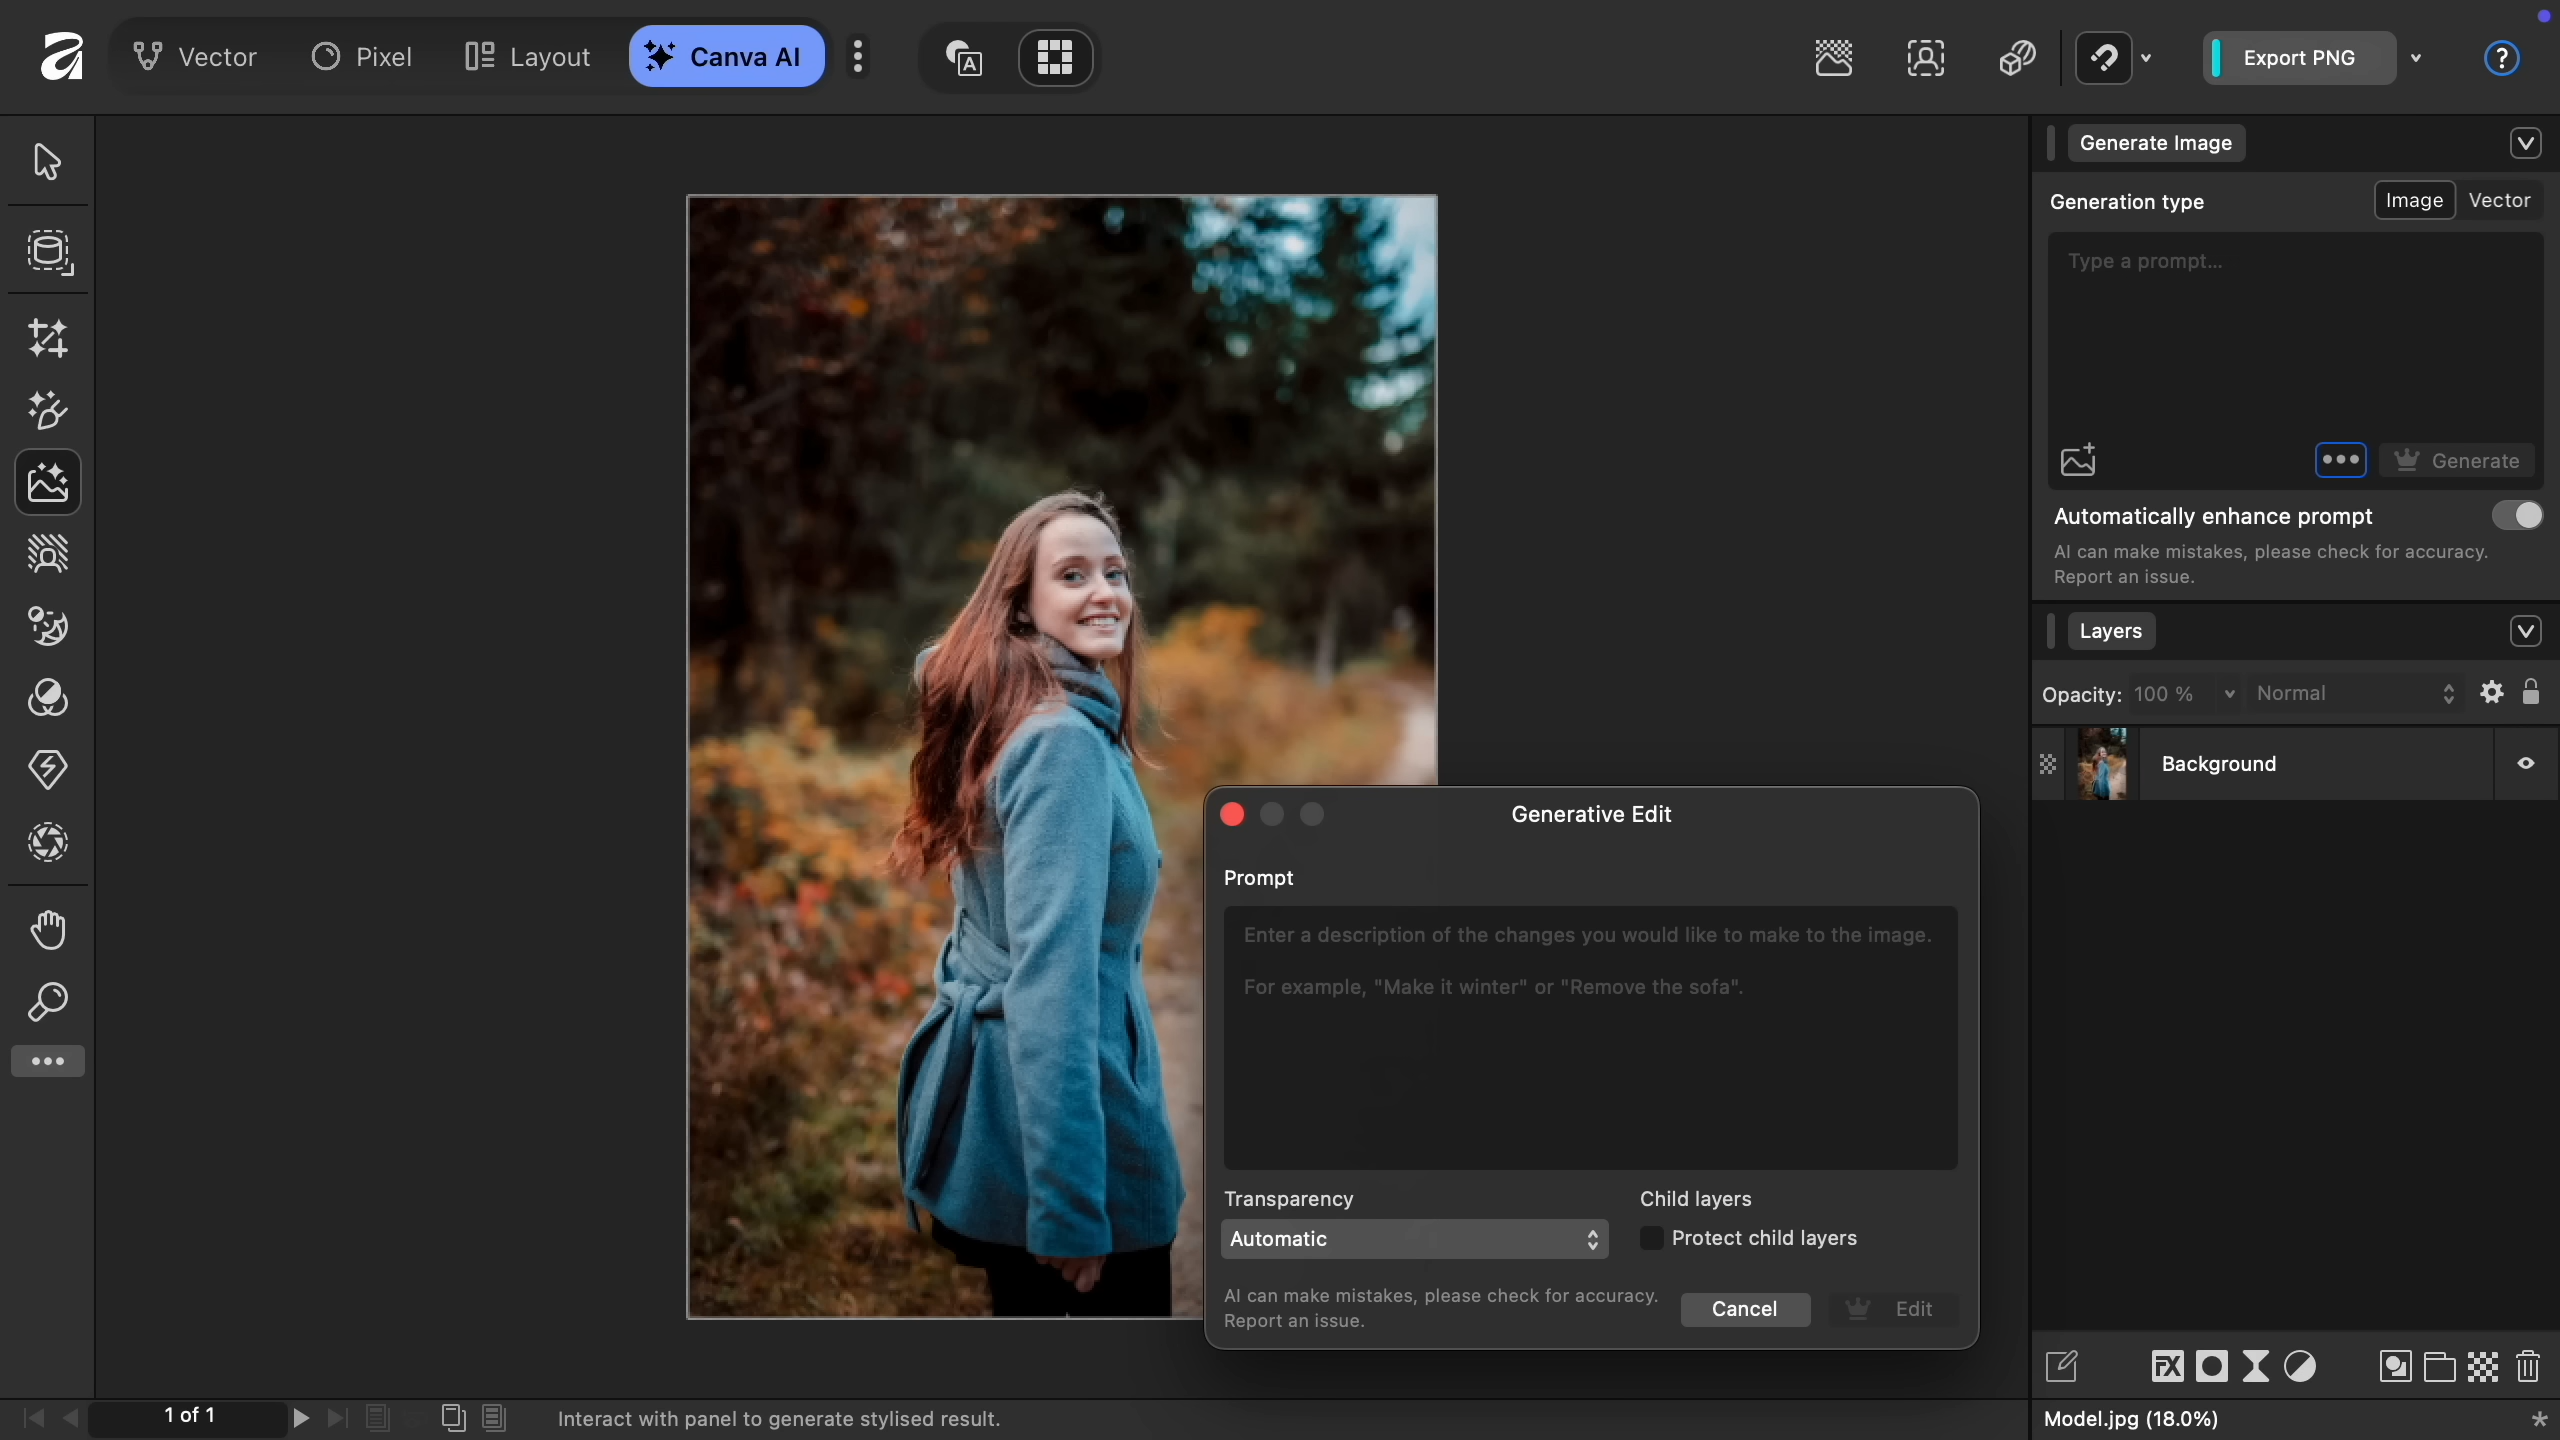 Vector
Pixel
Layout
Canva AI
A
Export PNG
?
Generate Image
Generation type
Image
Vector
Type a prompt...
Generate
Automatically enhance prompt
AI can make mistakes, please check for accuracy.
Report an issue.
Layers
Opacity: 100 %
Normal
Background
Generative Edit
Prompt
Enter a description of the changes you would like to make to the image.
For example, "Make it winter" or "Remove the sofa".
Transparency
Child layers
Automatic
Protect child layers
AI can make mistakes, please check for accuracy.
Report an issue.
Cancel
Edit
FX
1 of 1
Interact with panel to generate stylised result.
Model.jpg (18.0%)
*